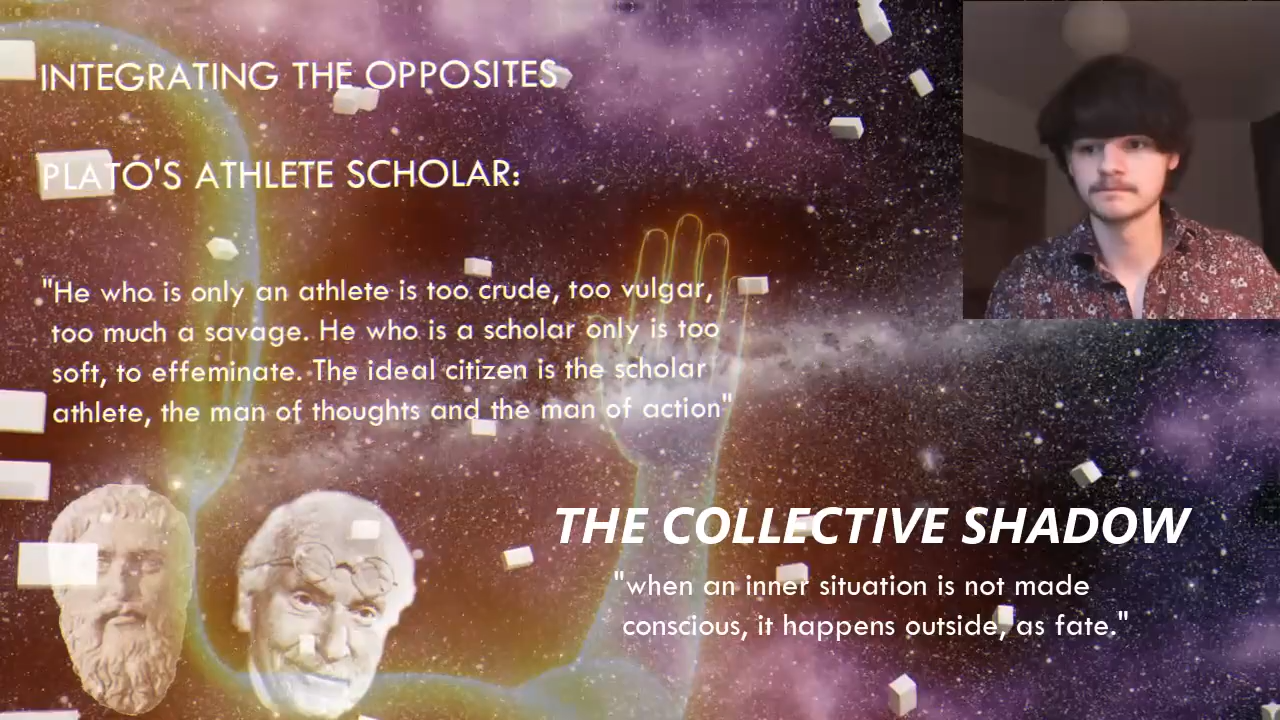 INTEGRATING THE OPPOSITES
PLATO'S ATHLETE SCHOLAR:
"He who is only an athlete is too crude, too vulgar,
too much a savage. He who is a scholar only is too
soft, to effeminate. The ideal citizen is the scholar
athlete, the man of thoughts and the man of action"
THE COLLECTIVE SHADOW
"when an inner situation is not made
conscious, it happens outside, as fate."